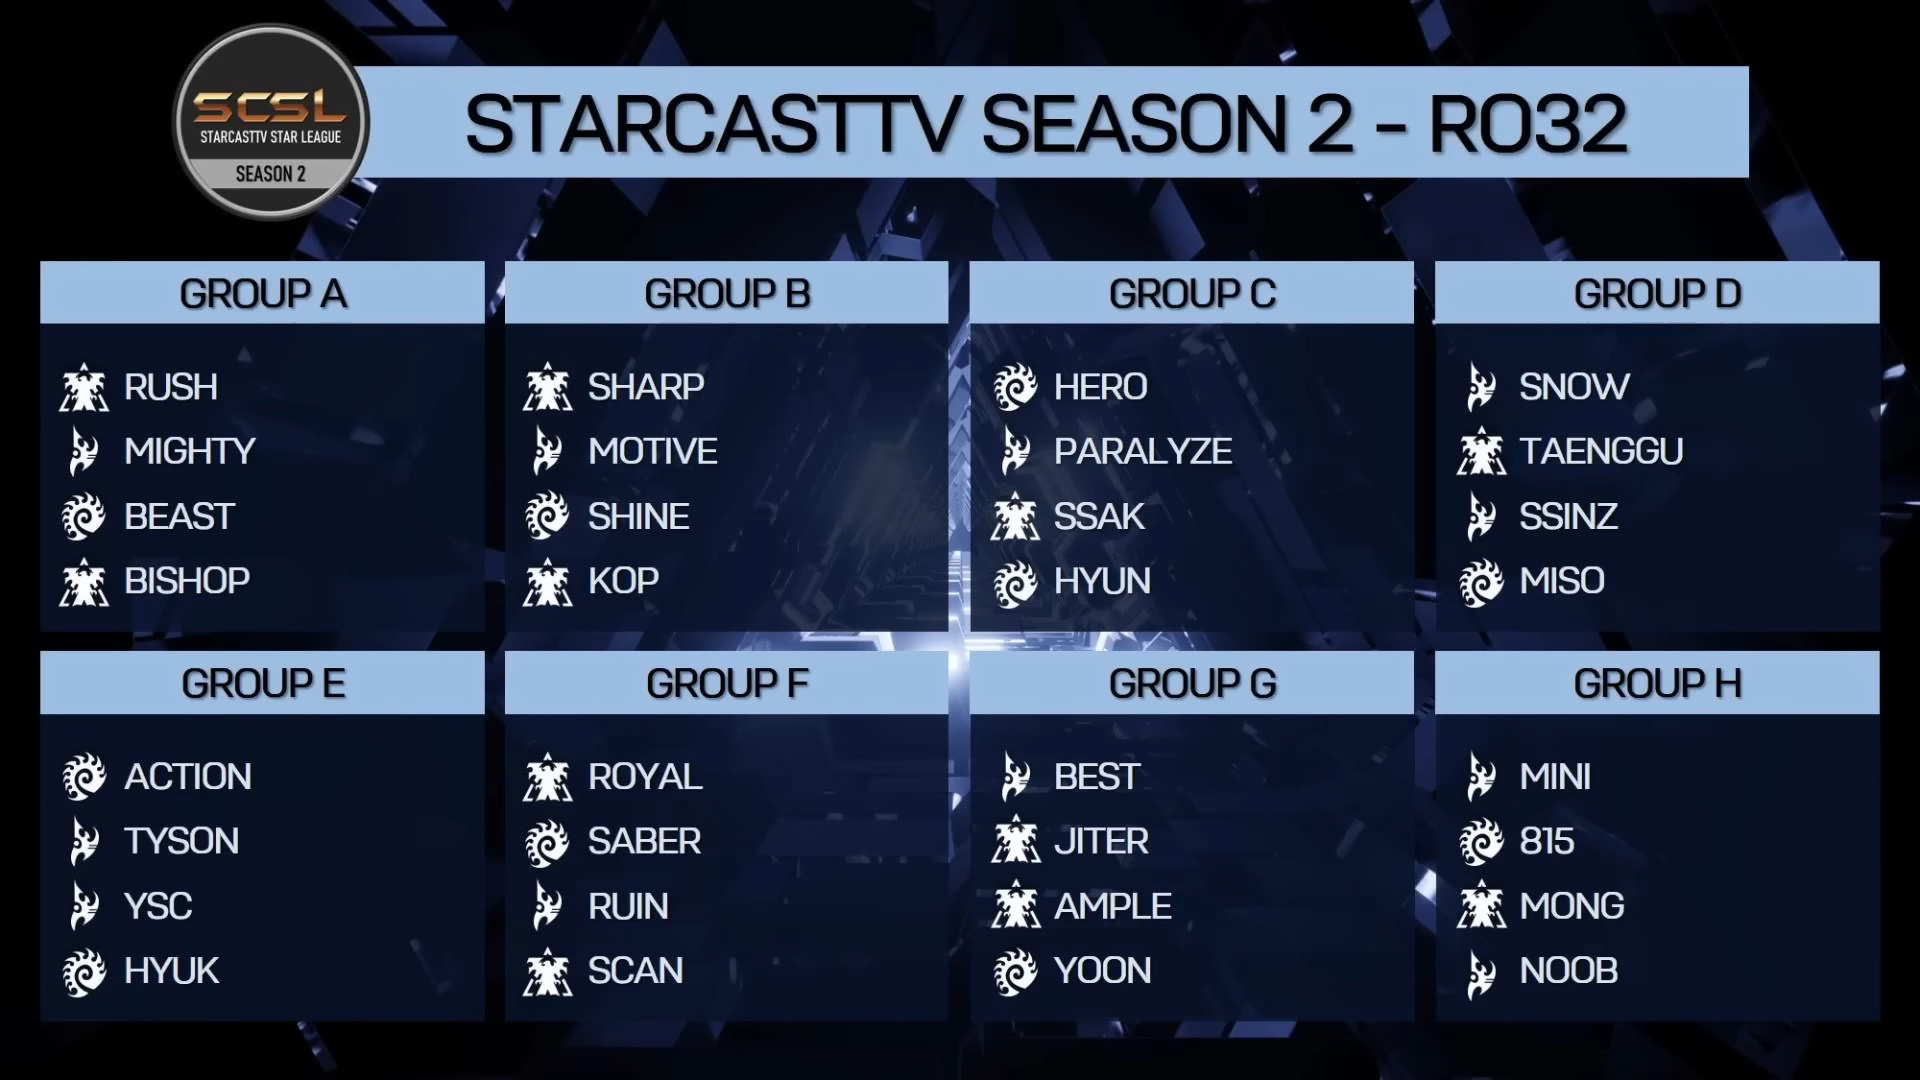 SCSL
STARCASTTV STAR LEAGUE
SEASON 2
STARCASTTV SEASON 2 - RO32
GROUP A
RUSH
MIGHTY
BEAST
BISHOP
GROUP B
SHARP
MOTIVE
SHINE
KOP
GROUP C
HERO
PARALYZE
SSAK
HYUN
GROUP D
SNOW
TAENGGU
SSINZ
MISO
GROUP E
ACTION
TYSON
YSC
HYUK
GROUP F
ROYAL
SABER
RUIN
SCAN
GROUP G
BEST
JITER
AMPLE
YOON
GROUP H
MINI
815
MONG
NOOB